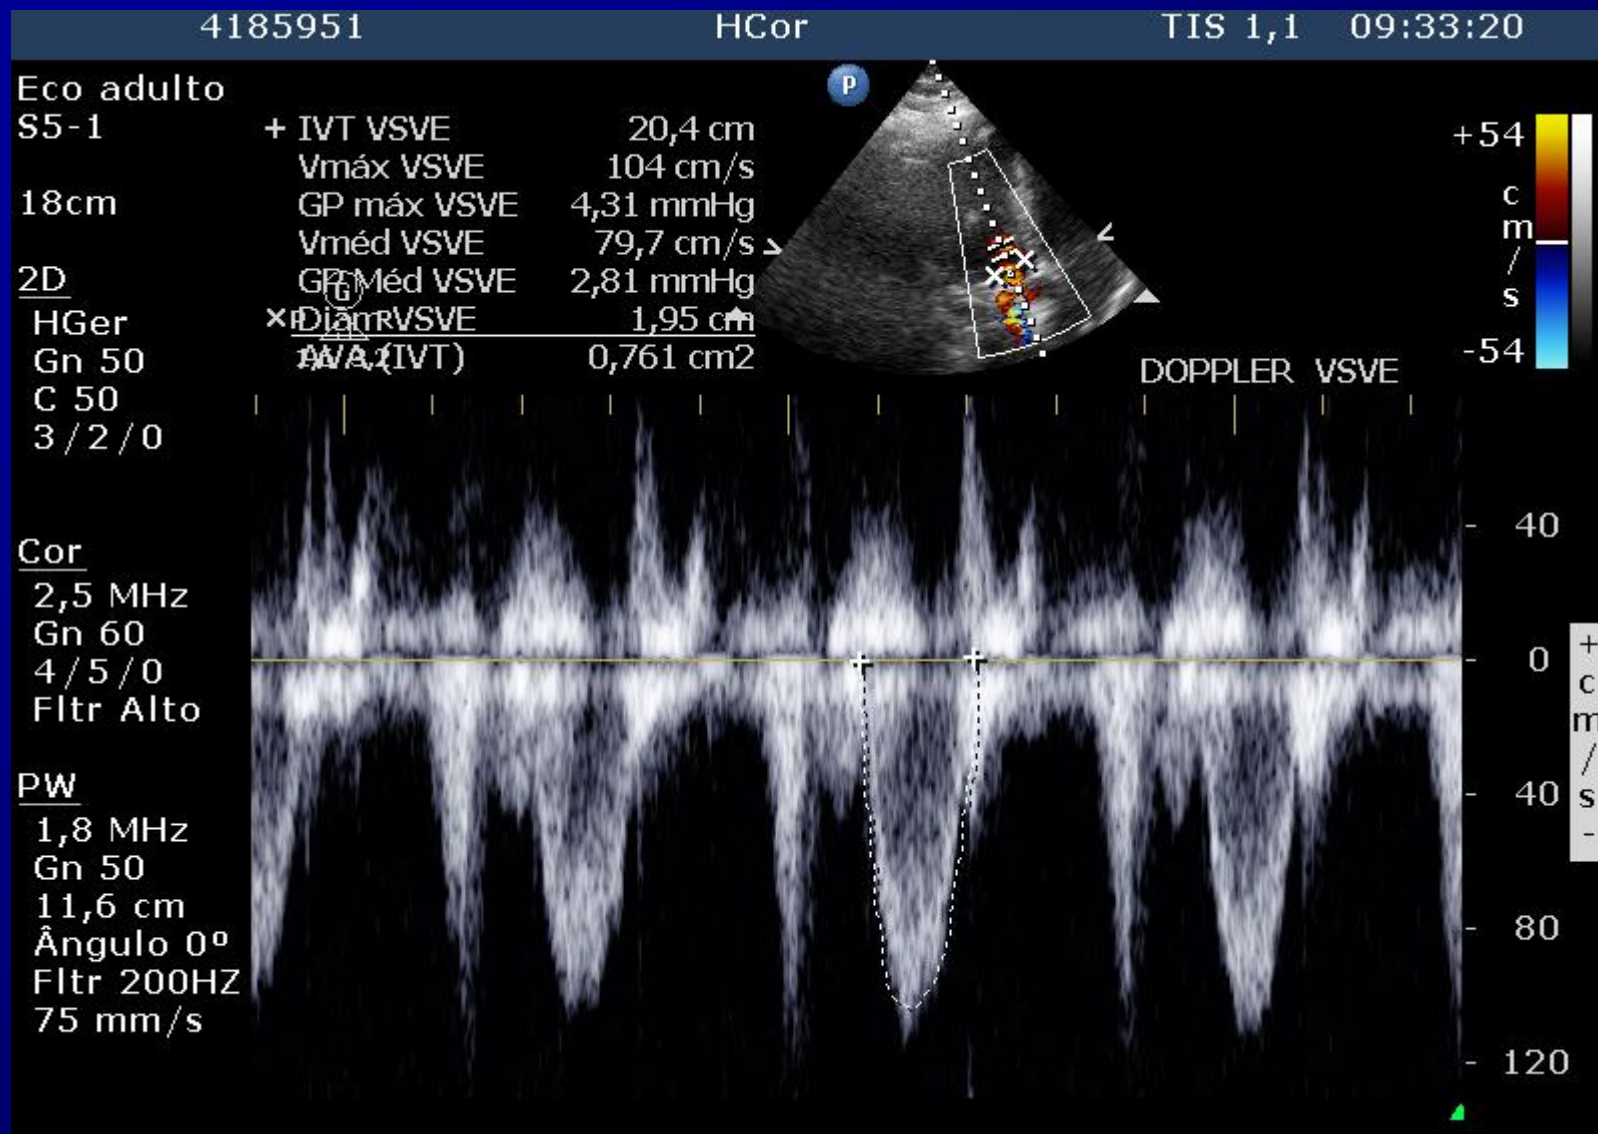 4185951 HCor TIS 1,1 09:33:20
Eco adulto
S5-1
18cm
2D
HGer
Gn 50
C 50
3/2/0
Cor
2,5 MHz
Gn 60
4/5/0
Fltr Alto
PW
1,8 MHz
Gn 50
11,6 cm
Ângulo 0º
Fltr 200HZ
75 mm/s
+ IVT VSVE 20,4 cm
Vmáx VSVE 104 cm/s
GP máx VSVE 4,31 mmHg
Vméd VSVE 79,7 cm/s
GP Méd VSVE 2,81 mmHg
× Diâm VSVE 1,95 cm
AVA (IVT) 0,761 cm2
P
G
+54
cm/s
-54
DOPPLER VSVE
40
0
40
80
120
+
cm/s
-